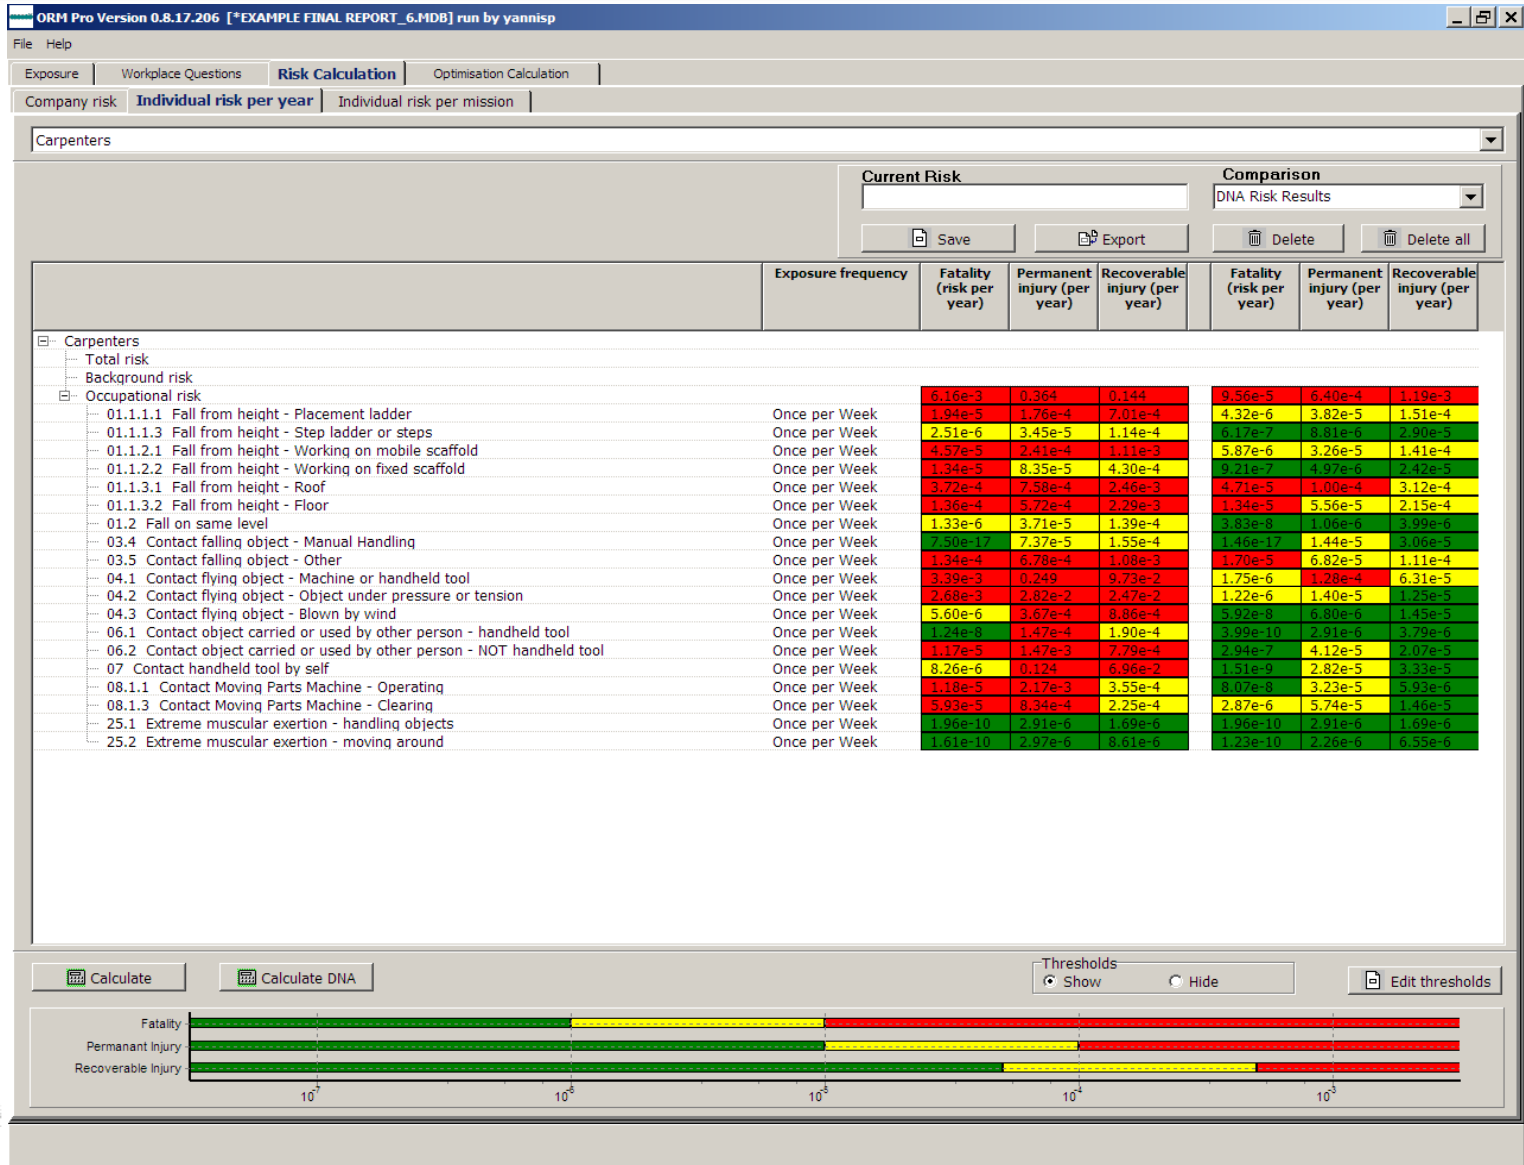 ORM Pro Version 0.8.17.206 [*EXAMPLE FINAL REPORT_6.MDB] run by yannisp
File Help
Exposure Workplace Questions Risk Calculation Optimisation Calculation
Company risk Individual risk per year Individual risk per mission
Carpenters
Current Risk Comparison
DNA Risk Results
Save Export Delete Delete all
Exposure frequency Fatality Permanent Recoverable Fatality Permanent Recoverable
(risk per injury (per injury (per (risk per injury (per injury (per
year) year) year) year) year) year)
Carpenters
Total risk
Background risk
Occupational risk 6.16e-3 0.364 0.144 9.56e-5 6.40e-4 1.19e-3
01.1.1.1 Fall from height - Placement ladder Once per Week 1.94e-5 1.76e-4 7.01e-4 4.32e-6 3.82e-5 1.51e-4
01.1.1.3 Fall from height - Step ladder or steps Once per Week 2.51e-6 3.45e-5 1.14e-4 6.17e-7 8.81e-6 2.90e-5
01.1.2.1 Fall from height - Working on mobile scaffold Once per Week 4.57e-5 2.41e-4 1.11e-3 5.87e-6 3.26e-5 1.41e-4
01.1.2.2 Fall from height - Working on fixed scaffold Once per Week 1.34e-5 8.35e-5 4.30e-4 9.21e-7 4.97e-6 2.42e-5
01.1.3.1 Fall from height - Roof Once per Week 3.72e-4 7.58e-4 2.46e-3 4.71e-5 1.00e-4 3.12e-4
01.1.3.2 Fall from height - Floor Once per Week 1.36e-4 5.72e-4 2.29e-3 1.34e-5 5.56e-5 2.15e-4
01.2 Fall on same level Once per Week 1.33e-6 3.71e-5 1.39e-4 3.83e-8 1.06e-6 3.99e-6
03.4 Contact falling object - Manual Handling Once per Week 7.50e-17 7.37e-5 1.55e-4 1.46e-17 1.44e-5 3.06e-5
03.5 Contact falling object - Other Once per Week 1.34e-4 6.78e-4 1.08e-3 1.70e-5 6.82e-5 1.11e-4
04.1 Contact flying object - Machine or handheld tool Once per Week 3.39e-3 0.249 9.73e-2 1.75e-6 1.28e-4 6.31e-5
04.2 Contact flying object - Object under pressure or tension Once per Week 2.68e-3 2.82e-2 2.47e-2 1.22e-6 1.40e-5 1.25e-5
04.3 Contact flying object - Blown by wind Once per Week 5.60e-6 3.67e-4 8.86e-4 5.92e-8 6.80e-6 1.45e-5
06.1 Contact object carried or used by other person - handheld tool Once per Week 1.24e-8 1.47e-4 1.90e-4 3.99e-10 2.91e-6 3.79e-6
06.2 Contact object carried or used by other person - NOT handheld tool Once per Week 1.17e-5 1.47e-3 7.79e-4 2.94e-7 4.12e-5 2.07e-5
07 Contact handheld tool by self Once per Week 8.26e-6 0.124 6.96e-2 1.51e-9 2.82e-5 3.33e-5
08.1.1 Contact Moving Parts Machine - Operating Once per Week 1.18e-5 2.17e-3 3.55e-4 8.07e-8 3.23e-5 5.93e-6
08.1.3 Contact Moving Parts Machine - Clearing Once per Week 5.93e-5 8.34e-4 2.25e-4 2.87e-6 5.74e-5 1.46e-5
25.1 Extreme muscular exertion - handling objects Once per Week 1.96e-10 2.91e-6 1.69e-6 1.96e-10 2.91e-6 1.69e-6
25.2 Extreme muscular exertion - moving around Once per Week 1.61e-10 2.97e-6 8.61e-6 1.23e-10 2.26e-6 6.55e-6
Thresholds
Calculate Calculate DNA Show Hide Edit thresholds
Fatality
Permanant Injury
Recoverable Injury
10⁻⁷ 10⁻⁶ 10⁻⁵ 10⁻⁴ 10⁻³